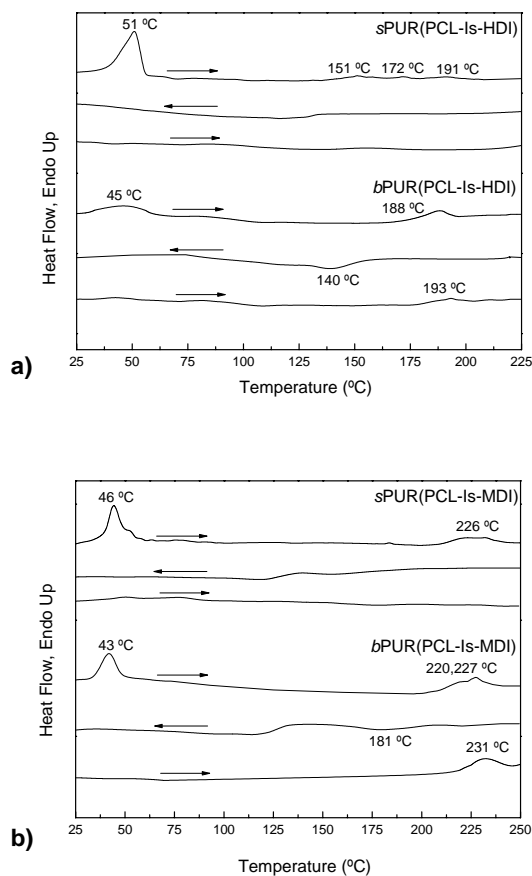 51 ºC
sPUR(PCL-Is-HDI)
151 ºC 172 ºC 191 ºC
bPUR(PCL-Is-HDI)
45 ºC
188 ºC
140 ºC
193 ºC
Heat Flow, Endo Up
25 50 75 100 125 150 175 200 225
a)
Temperature (ºC)
sPUR(PCL-Is-MDI)
46 ºC
226 ºC
bPUR(PCL-Is-MDI)
43 ºC
220,227 ºC
181 ºC
231 ºC
Heat Flow, Endo Up
25 50 75 100 125 150 175 200 225 250
b)
Temperature (ºC)